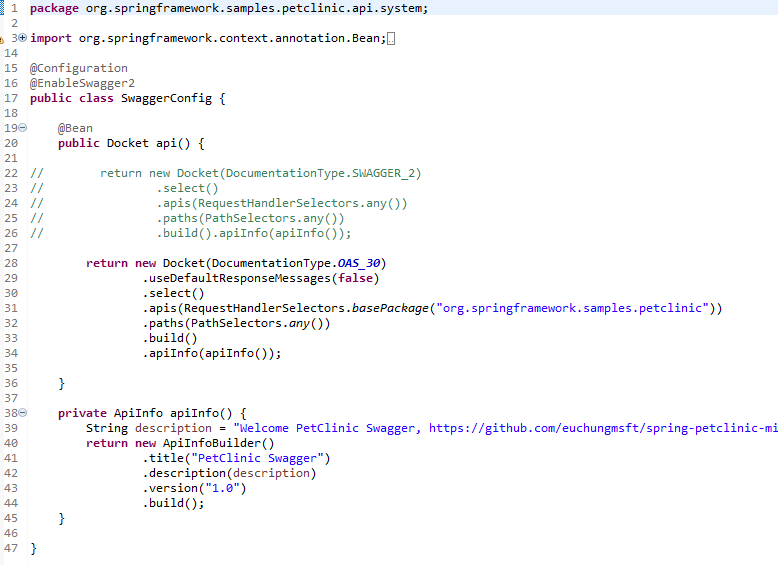 1 package org.springframework.samples.petclinic.api.system;
2
3 import org.springframework.context.annotation.Bean;
14
15 @Configuration
16 @EnableSwagger2
17 public class SwaggerConfig {
18
19 @Bean
20 public Docket api() {
21
22 // return new Docket(DocumentationType.SWAGGER_2)
23 // .select()
24 // .apis(RequestHandlerSelectors.any())
25 // .paths(PathSelectors.any())
26 // .build().apiInfo(apiInfo());
27
28 return new Docket(DocumentationType.OAS_30)
29 .useDefaultResponseMessages(false)
30 .select()
31 .apis(RequestHandlerSelectors.basePackage("org.springframework.samples.petclinic"))
32 .paths(PathSelectors.any())
33 .build()
34 .apiInfo(apiInfo());
35
36 }
37
38 private ApiInfo apiInfo() {
39 String description = "Welcome PetClinic Swagger, https://github.com/euchungmsft/spring-petclinic-mi
40 return new ApiInfoBuilder()
41 .title("PetClinic Swagger")
42 .description(description)
43 .version("1.0")
44 .build();
45 }
46
47 }